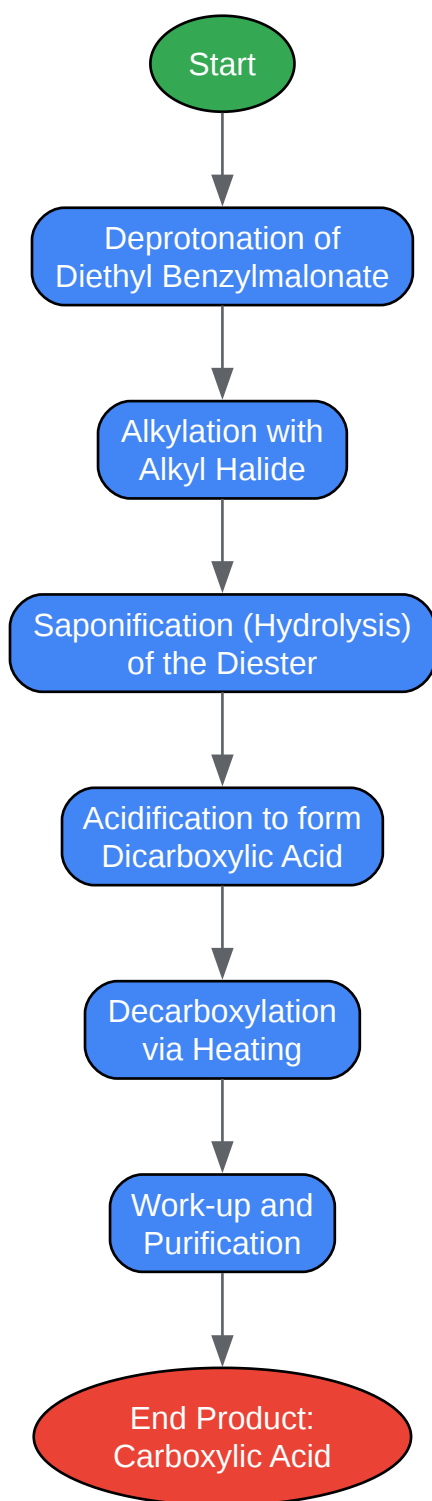 Start
Deprotonation of
Diethyl Benzylmalonate
Alkylation with
Alkyl Halide
Saponification (Hydrolysis)
of the Diester
Acidification to form
Dicarboxylic Acid
Decarboxylation
via Heating
Work-up and
Purification
End Product:
Carboxylic Acid